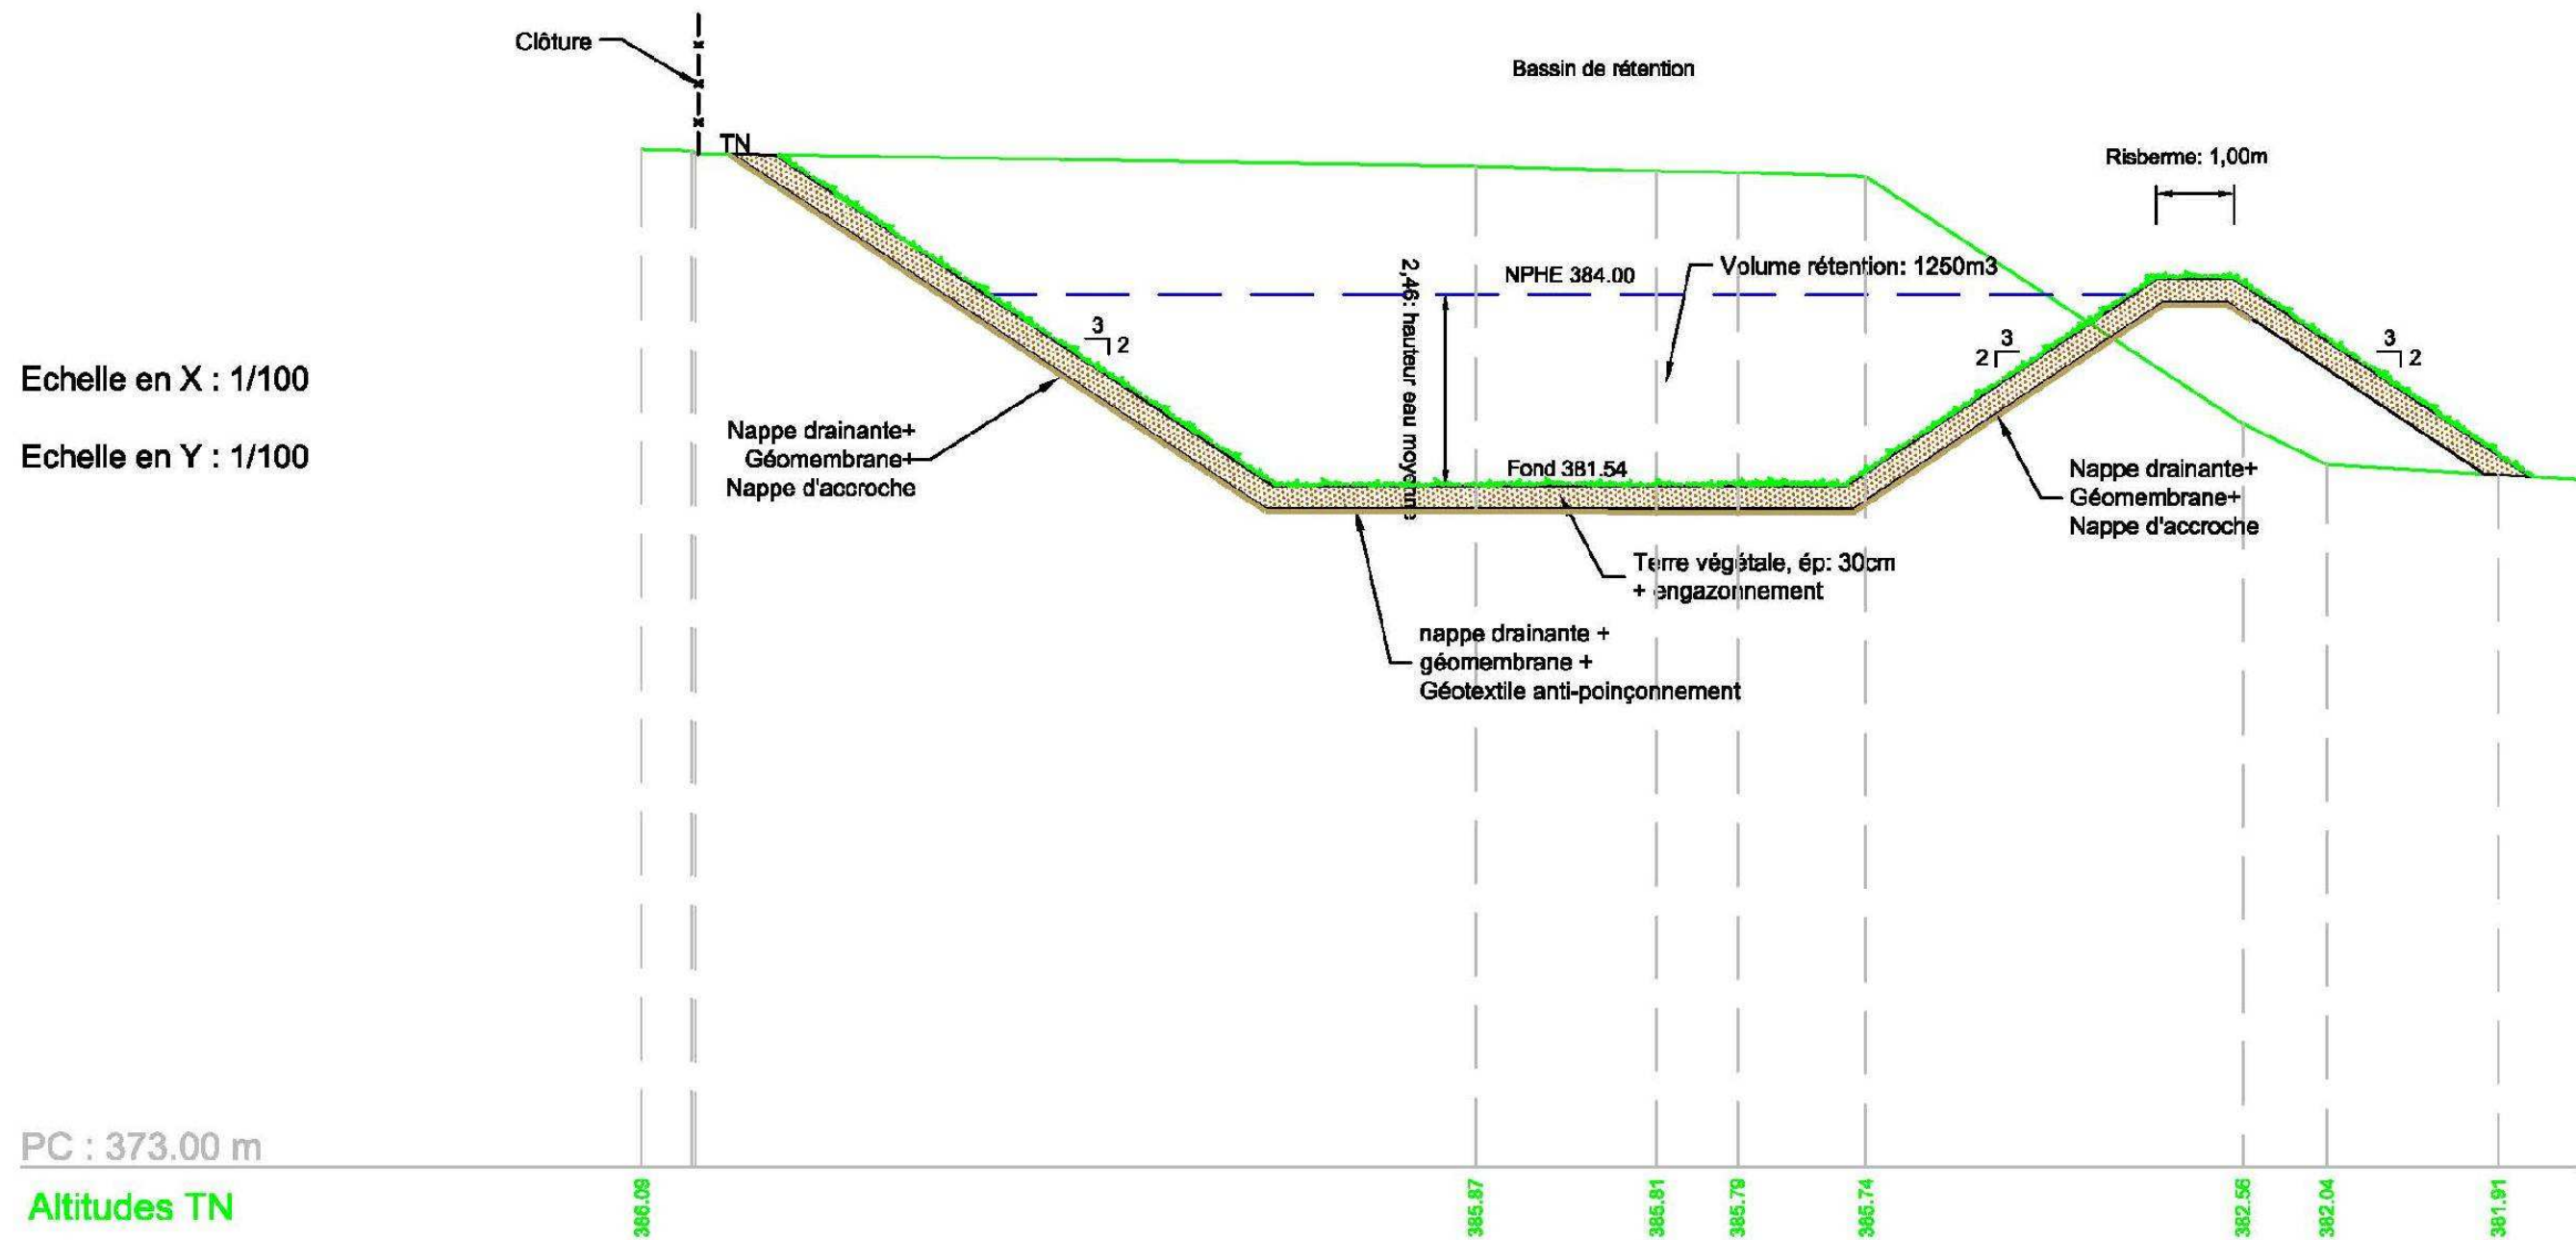 Clôture
Bassin de rétention
TN
Risberme: 1,00m
NPHE 384.00
Volume rétention: 1250m3
2,46: hauteur eau moyenne
3
2
3
2
3
2
Echelle en X : 1/100
Echelle en Y : 1/100
Nappe drainante+
Géomembrane+
Nappe d'accroche
Fond 381.54
Nappe drainante+
Géomembrane+
Nappe d'accroche
Terre végétale, ép: 30cm
+ engazonnement
nappe drainante +
géomembrane +
Géotextile anti-poinçonnement
PC : 373.00 m
Altitudes TN
386.09
385.87
385.81
385.79
385.74
382.56
382.04
381.91